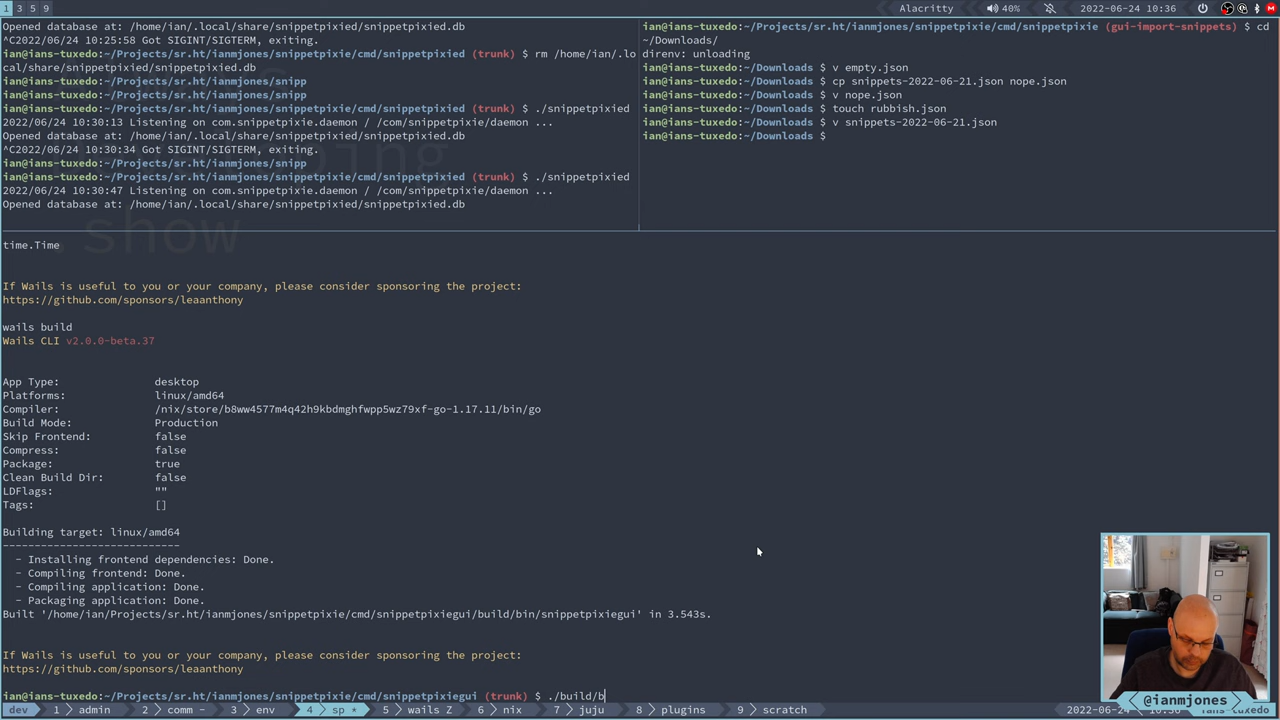 1 3 5 9
Alacritty 40% 2022-06-24 10:36
Opened database at: /home/ian/.local/share/snippetpixied/snippetpixied.db
^C2022/06/24 10:25:58 Got SIGINT/SIGTERM, exiting.
ian@ians-tuxedo:~/Projects/sr.ht/ianmjones/snippetpixie/cmd/snippetpixied (trunk) $ rm /home/ian/.lo
cal/share/snippetpixied/snippetpixied.db
ian@ians-tuxedo:~/Projects/sr.ht/ianmjones/snipp
ian@ians-tuxedo:~/Projects/sr.ht/ianmjones/snipp
ian@ians-tuxedo:~/Projects/sr.ht/ianmjones/snippetpixie/cmd/snippetpixied (trunk) $ ./snippetpixied
2022/06/24 10:30:13 Listening on com.snippetpixie.daemon / /com/snippetpixie/daemon ...
Opened database at: /home/ian/.local/share/snippetpixied/snippetpixied.db
^C2022/06/24 10:30:34 Got SIGINT/SIGTERM, exiting.
ian@ians-tuxedo:~/Projects/sr.ht/ianmjones/snipp
ian@ians-tuxedo:~/Projects/sr.ht/ianmjones/snippetpixie/cmd/snippetpixied (trunk) $ ./snippetpixied
2022/06/24 10:30:47 Listening on com.snippetpixie.daemon / /com/snippetpixie/daemon ...
Opened database at: /home/ian/.local/share/snippetpixied/snippetpixied.db
show
ian@ians-tuxedo:~/Projects/sr.ht/ianmjones/snippetpixie/cmd/snippetpixie (gui-import-snippets) $ cd
~/Downloads/
direnv: unloading
ian@ians-tuxedo:~/Downloads $ v empty.json
ian@ians-tuxedo:~/Downloads $ cp snippets-2022-06-21.json nope.json
ian@ians-tuxedo:~/Downloads $ v nope.json
ian@ians-tuxedo:~/Downloads $ touch rubbish.json
ian@ians-tuxedo:~/Downloads $ v snippets-2022-06-21.json
ian@ians-tuxedo:~/Downloads $
time.Time
If Wails is useful to you or your company, please consider sponsoring the project:
https://github.com/sponsors/leaanthony
wails build
Wails CLI v2.0.0-beta.37
App Type: desktop
Platforms: linux/amd64
Compiler: /nix/store/b8ww4577m4q42h9kbdmghfwpp5wz79xf-go-1.17.11/bin/go
Build Mode: Production
Skip Frontend: false
Compress: false
Package: true
Clean Build Dir: false
LDFlags: ""
Tags: []
Building target: linux/amd64
----------------------------
- Installing frontend dependencies: Done.
- Compiling frontend: Done.
- Compiling application: Done.
- Packaging application: Done.
Built '/home/ian/Projects/sr.ht/ianmjones/snippetpixie/cmd/snippetpixiegui/build/bin/snippetpixiegui' in 3.543s.
If Wails is useful to you or your company, please consider sponsoring the project:
https://github.com/sponsors/leaanthony
ian@ians-tuxedo:~/Projects/sr.ht/ianmjones/snippetpixie/cmd/snippetpixiegui (trunk) $ ./build/b
@ianmjones
dev 1 admin 2 comm - 3 env 4 sp * 5 wails Z 6 nix 7 juju 8 plugins 9 scratch